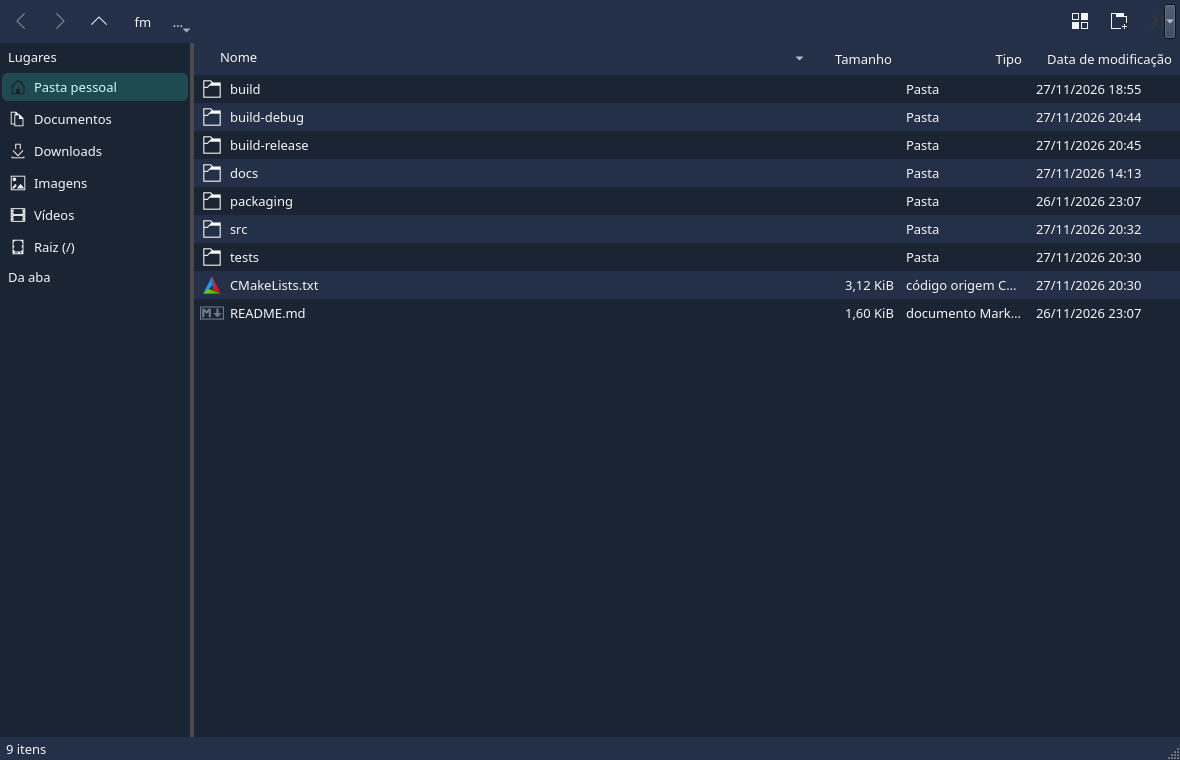 fm ...
Lugares
Pasta pessoal
Documentos
Downloads
Imagens
Vídeos
Raiz (/)
Da aba
Nome Tamanho Tipo Data de modificação
build Pasta 27/11/2026 18:55
build-debug Pasta 27/11/2026 20:44
build-release Pasta 27/11/2026 20:45
docs Pasta 27/11/2026 14:13
packaging Pasta 26/11/2026 23:07
src Pasta 27/11/2026 20:32
tests Pasta 27/11/2026 20:30
CMakeLists.txt 3,12 KiB código origem C... 27/11/2026 20:30
M README.md 1,60 KiB documento Mark... 26/11/2026 23:07
9 itens